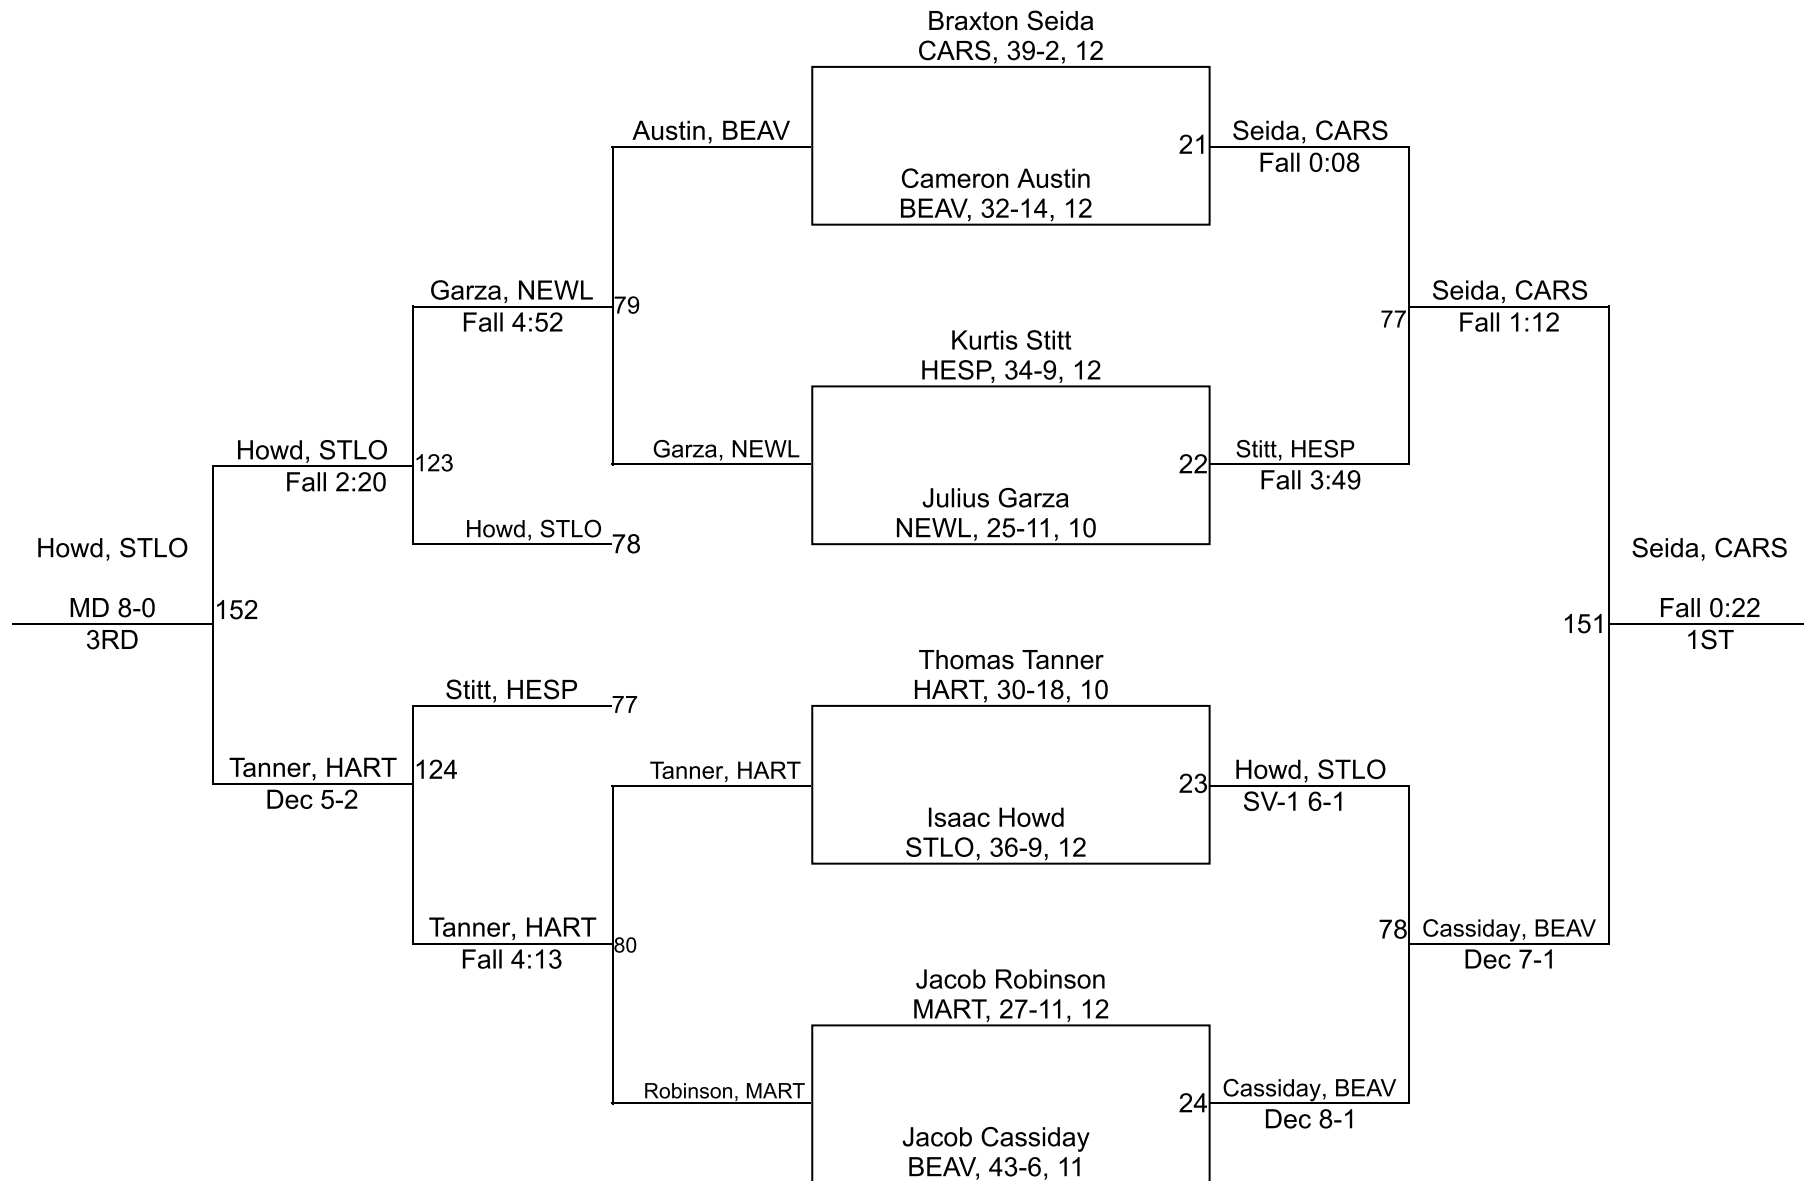 Braxton Seida
CARS, 39-2, 12
Austin, BEAV
21
Seida, CARS
Fall 0:08
Cameron Austin
BEAV, 32-14, 12
Garza, NEWL
79
Fall 4:52
Seida, CARS
77
Fall 1:12
Kurtis Stitt
HESP, 34-9, 12
Howd, STLO
123
Fall 2:20
Garza, NEWL
22
Stitt, HESP
Fall 3:49
Julius Garza
NEWL, 25-11, 10
Howd, STLO
78
Howd, STLO
MD 8-0
152
3RD
Seida, CARS
151
Fall 0:22
1ST
Stitt, HESP
77
Thomas Tanner
HART, 30-18, 10
Tanner, HART
124
Dec 5-2
Tanner, HART
23
Howd, STLO
SV-1 6-1
Isaac Howd
STLO, 36-9, 12
Tanner, HART
80
Fall 4:13
78
Cassiday, BEAV
Dec 7-1
Jacob Robinson
MART, 27-11, 12
Robinson, MART
24
Cassiday, BEAV
Dec 8-1
Jacob Cassiday
BEAV, 43-6, 11